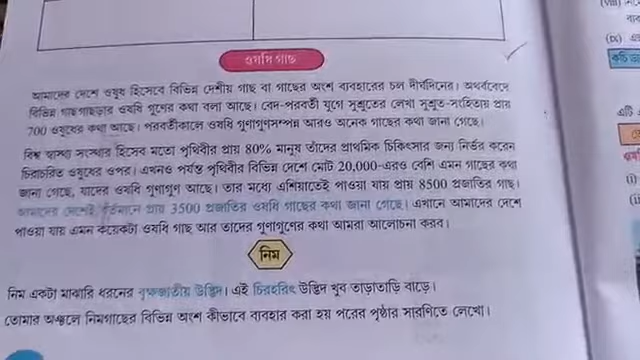 ওষধি গাছ
আমাদের দেশে ওষুধ হিসেবে বিভিন্ন দেশীয় গাছ বা গাছের অংশ ব্যবহারের চল দীর্ঘদিনের। অথর্ববেদে
বিভিন্ন গাছগাছড়ার ওষধি গুণের কথা বলা আছে। বেদ-পরবর্তী যুগে সুশ্রুতের লেখা সুশ্রুত-সংহিতায় প্রায়
700 ওষুধের কথা আছে। পরবর্তীকালে ওষধি গুণাগুণসম্পন্ন আরও অনেক গাছের কথা জানা গেছে।
বিশ্ব স্বাস্থ্য সংস্থার হিসেব মতো পৃথিবীর প্রায় 80% মানুষ তাঁদের প্রাথমিক চিকিৎসার জন্য নির্ভর করেন
চিরাচরিত ওষুধের ওপর। এখনও পর্যন্ত পৃথিবীর বিভিন্ন দেশে মোট 20,000-এরও বেশি এমন গাছের কথা
জানা গেছে, যাদের ওষধি গুণাগুণ আছে। তার মধ্যে এশিয়াতেই পাওয়া যায় প্রায় 8500 প্রজাতির গাছ।
আমাদের দেশেই বর্তমানে প্রায় 3500 প্রজাতির ওষধি গাছের কথা জানা গেছে। এখানে আমাদের দেশে
পাওয়া যায় এমন কয়েকটা ওষধি গাছ আর তাদের গুণাগুণের কথা আমরা আলোচনা করব।
নিম
নিম একটা মাঝারি ধরনের বৃক্ষজাতীয় উদ্ভিদ। এই চিরহরিৎ উদ্ভিদ খুব তাড়াতাড়ি বাড়ে।
তোমার অঞ্চলে নিমগাছের বিভিন্ন অংশ কীভাবে ব্যবহার করা হয় পরের পৃষ্ঠার সারণিতে লেখো।
(viii)
(ix)
এটি
(i)
(ii)